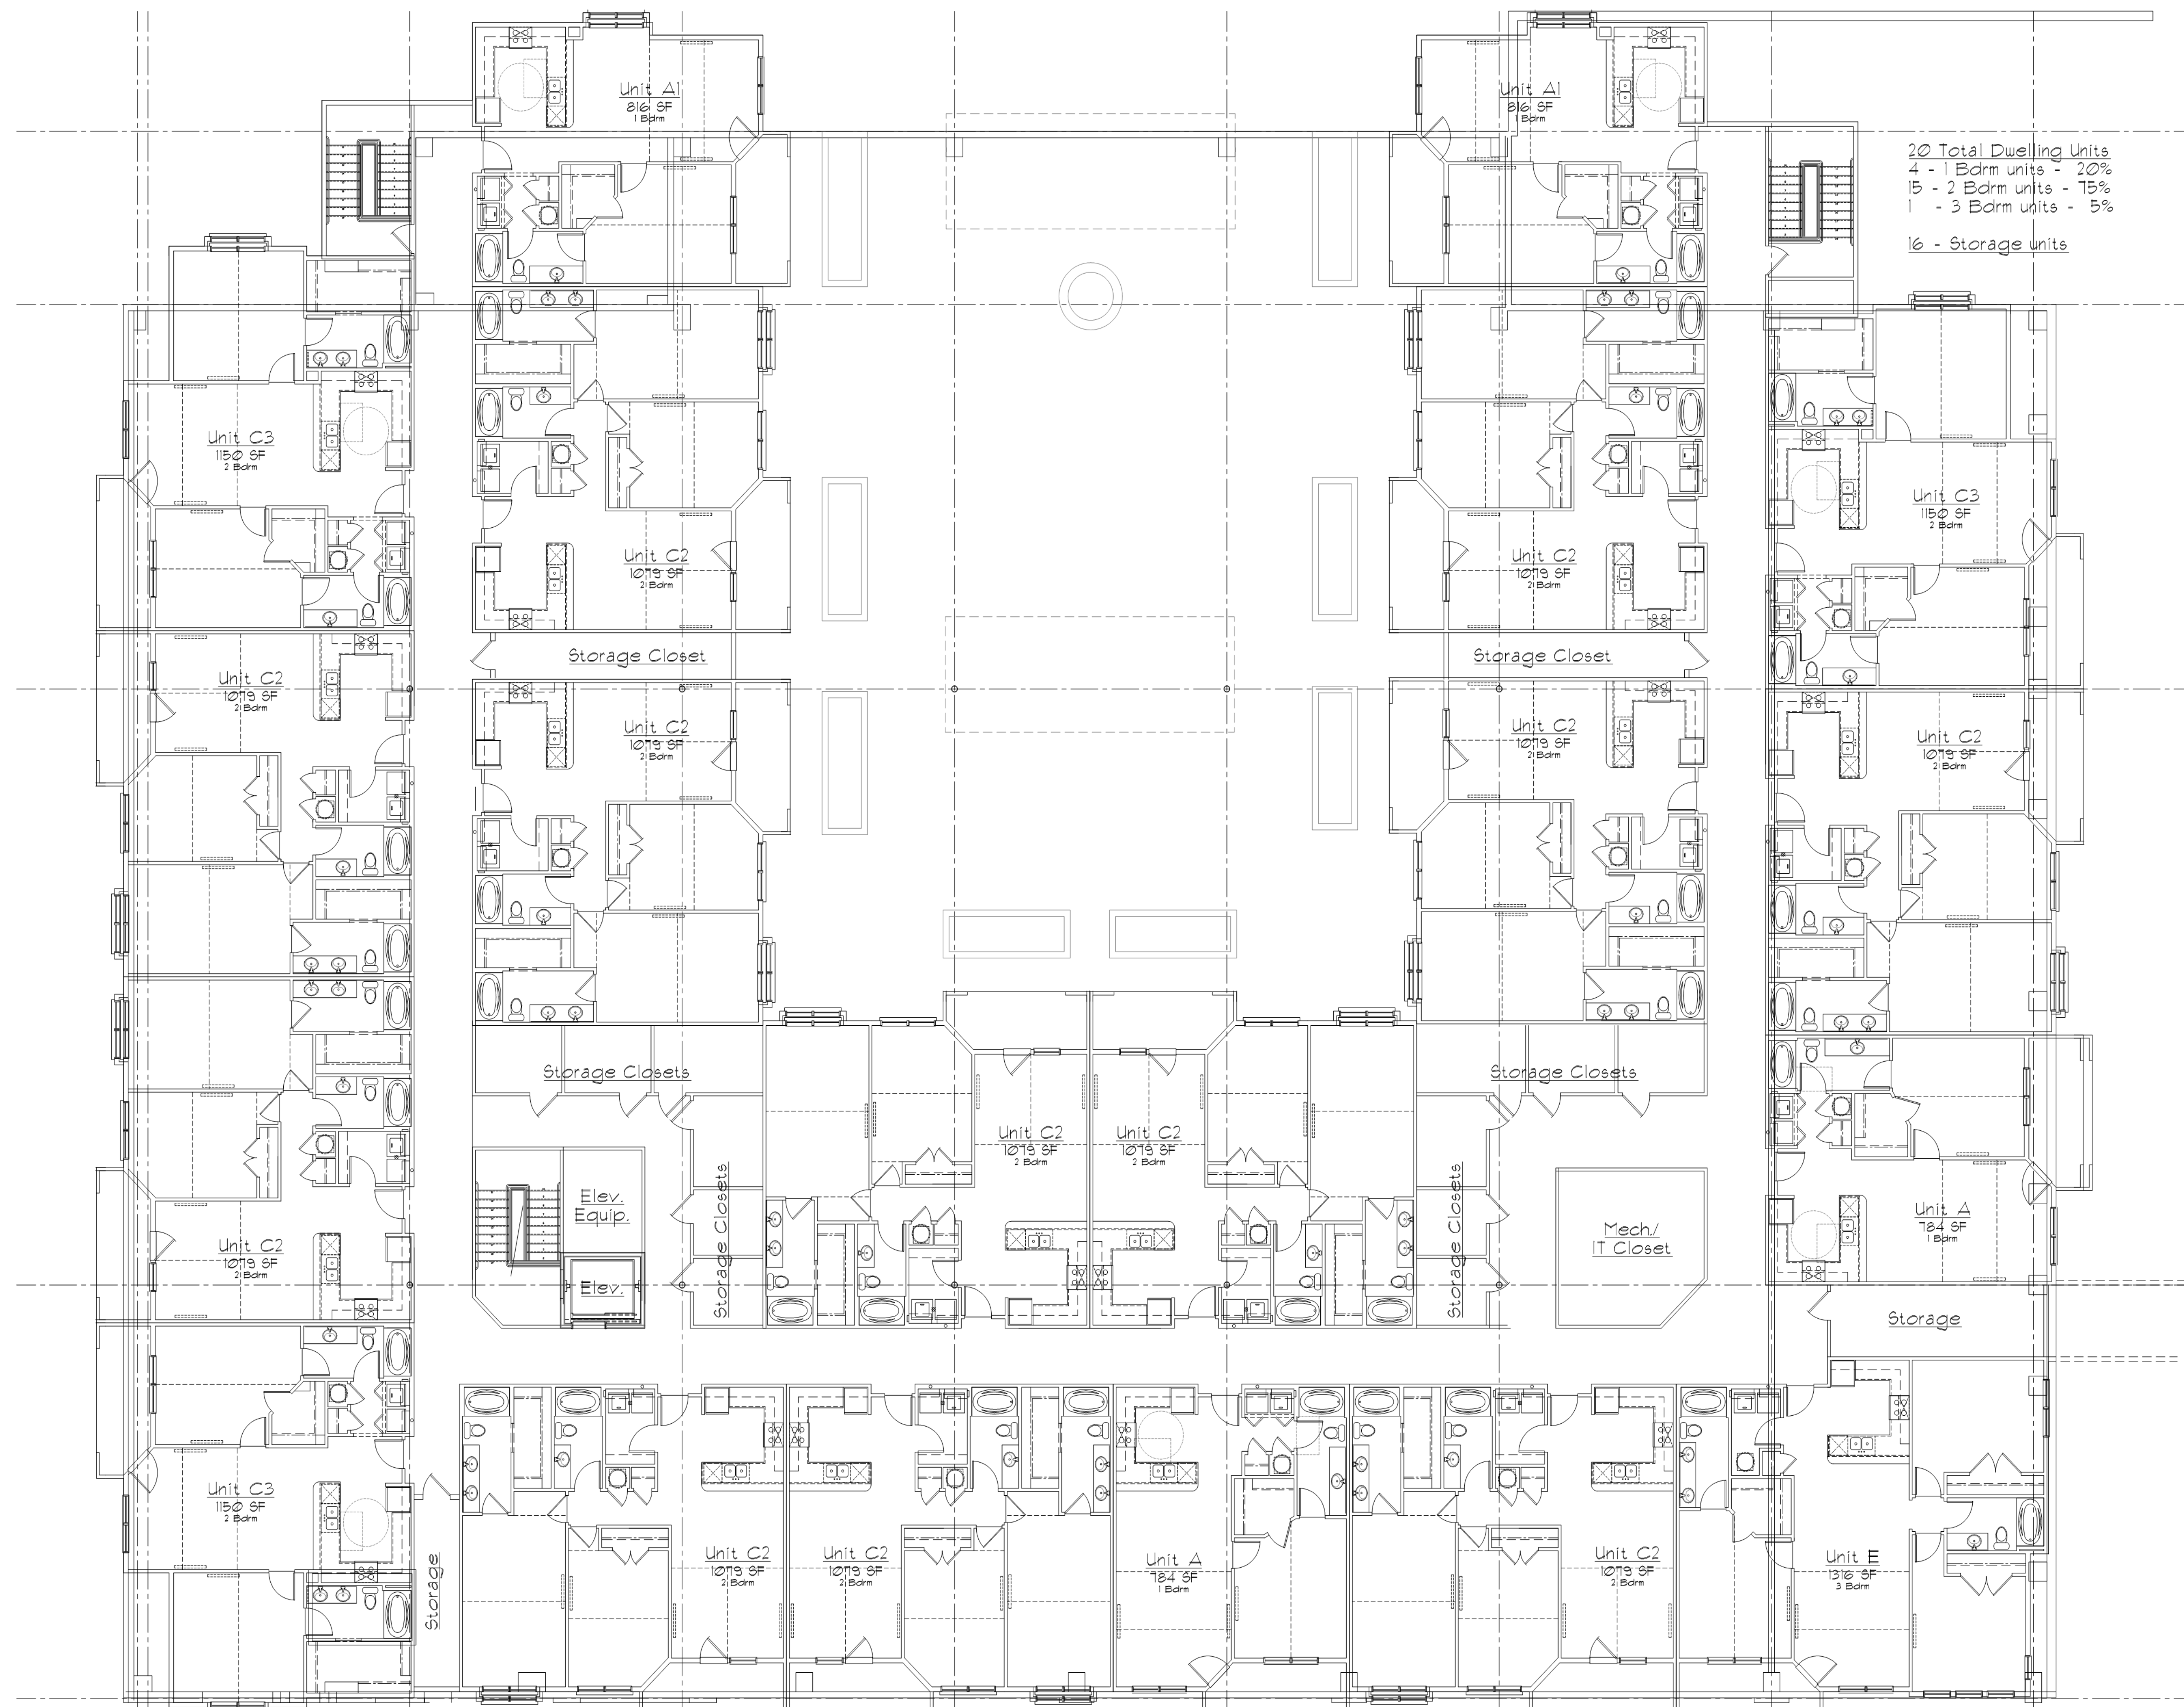 Unit A1
816 SF
1 Bdrm
Unit A1
816 SF
1 Bdrm
20 Total Dwelling Units
4 - 1 Bdrm units - 20%
15 - 2 Bdrm units - 75%
1 - 3 Bdrm units - 5%
16 - Storage units
Unit C3
1150 SF
2 Bdrm
Unit C3
1150 SF
2 Bdrm
Unit C2
1079 SF
2 Bdrm
Unit C2
1079 SF
2 Bdrm
Storage Closet
Storage Closet
Unit C2
1079 SF
2 Bdrm
Unit C2
1079 SF
2 Bdrm
Unit C2
1079 SF
2 Bdrm
Unit C2
1079 SF
2 Bdrm
Storage Closets
Storage Closets
Unit C2
1079 SF
2 Bdrm
Unit C2
1079 SF
2 Bdrm
Elev.
Equip.
Elev.
Storage Closets
Storage Closets
Mech./
IT Closet
Unit A
784 SF
1 Bdrm
Unit C2
1079 SF
2 Bdrm
Storage
Unit C3
1150 SF
2 Bdrm
Storage
Unit C2
1079 SF
2 Bdrm
Unit C2
1079 SF
2 Bdrm
Unit A
784 SF
1 Bdrm
Unit C2
1079 SF
2 Bdrm
Unit E
1316 SF
3 Bdrm